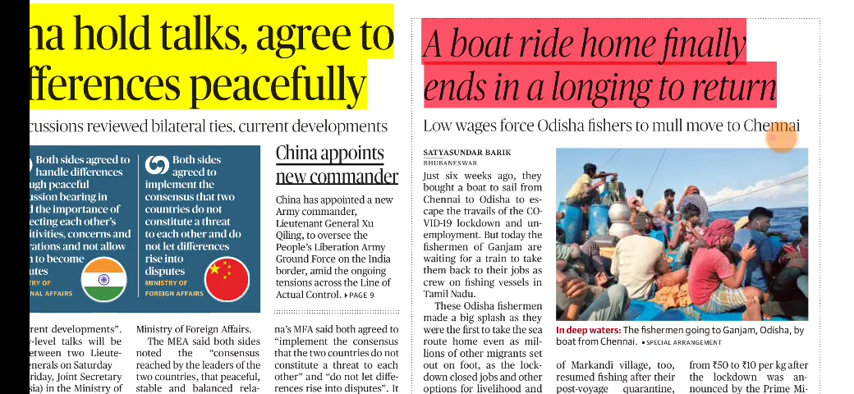 na hold talks, agree to
fferences peacefully
cussions reviewed bilateral ties, current developments
Both sides agreed to
handle differences
ugh peaceful
ussion bearing in
the importance of
ecting each other's
itivities, concerns and
rations and not allow
to become
utes
TRY OF
NAL AFFAIRS
Both sides
agreed to
implement the
consensus that two
countries do not
constitute a threat
to each other and do
not let differences
rise into
disputes
MINISTRY OF
FOREIGN AFFAIRS
China appoints
new commander
China has appointed a new
Army commander,
Lieutenant General Xu
Qiling, to oversee the
People's Liberation Army
Ground Force on the India
border, amid the ongoing
tensions across the Line of
Actual Control. ▸ PAGE 9
rent developments".
y-level talks will be
etween two Lieute-
enerals on Saturday
riday, Joint Secretary
sia) in the Ministry of
Ministry of Foreign Affairs.
The MEA said both sides
noted the "consensus
reached by the leaders of the
two countries, that peaceful,
stable and balanced rela-
na's MFA said both agreed to
"implement the consensus
that the two countries do not
constitute a threat to each
other" and "do not let diffe-
rences rise into disputes". It
A boat ride home finally
ends in a longing to return
Low wages force Odisha fishers to mull move to Chennai
SATYASUNDAR BARIK
BHUBANESWAR
Just six weeks ago, they
bought a boat to sail from
Chennai to Odisha to es-
cape the travails of the CO-
VID-19 lockdown and un-
employment. But today the
fishermen of Ganjam are
waiting for a train to take
them back to their jobs as
crew on fishing vessels in
Tamil Nadu.
These Odisha fishermen
made a big splash as they
were the first to take the sea
route home even as mil-
lions of other migrants set
out on foot, as the lock-
down closed jobs and other
options for livelihood and
In deep waters: The fishermen going to Ganjam, Odisha, by
boat from Chennai. • SPECIAL ARRANGEMENT
of Markandi village, too,
resumed fishing after their
post-voyage quarantine,
from ₹50 to ₹10 per kg after
the lockdown was an-
nounced by the Prime Mi-